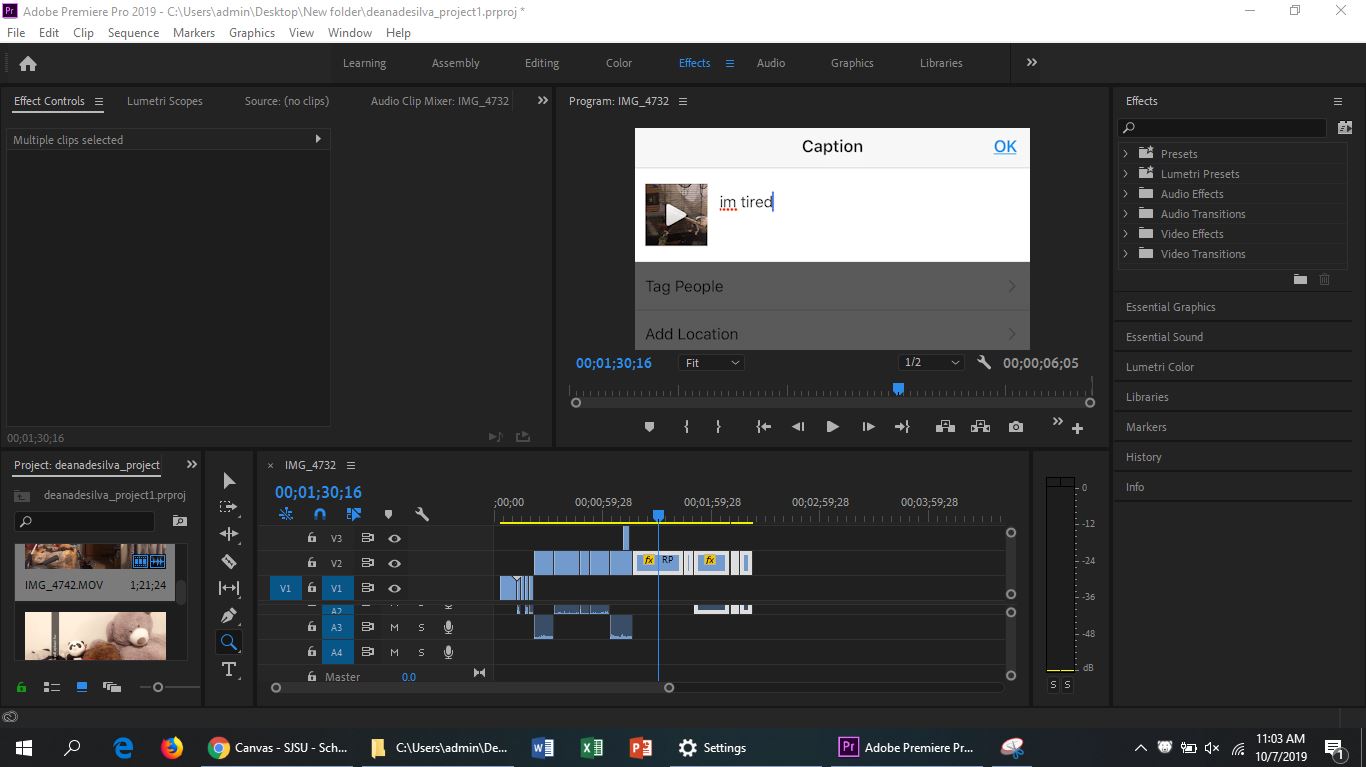 Adobe Premiere Pro 2019 - C:\Users\admin\Desktop\New folder\deanadesilva_project1.prproj *
File Edit Clip Sequence Markers Graphics View Window Help
Learning Assembly Editing Color Effects Audio Graphics Libraries
Effect Controls Lumetri Scopes Source: (no clips) Audio Clip Mixer: IMG_4732
Multiple clips selected
00;01;30;16
Program: IMG_4732
Caption OK
im tired
Tag People
Add Location
00;01;30;16 Fit 1/2 00;00;06;05
Effects
Presets
Lumetri Presets
Audio Effects
Audio Transitions
Video Effects
Video Transitions
Essential Graphics
Essential Sound
Lumetri Color
Libraries
Markers
History
Info
Project: deanadesilva_project
deanadesilva_project1.prproj
IMG_4742.MOV 1;21;24
T
IMG_4732
00;01;30;16
;00;00 00;00;59;28 00;01;59;28 00;02;59;28 00;03;59;28
V3
V2 fx RP fx
V1 V1
A2
A3 M S
A4 M S
Master 0.0
0
-12
-24
-36
-48
dB
S S
Canvas - SJSU - Sch... C:\Users\admin\De... Settings Adobe Premiere Pr...
11:03 AM
10/7/2019
1